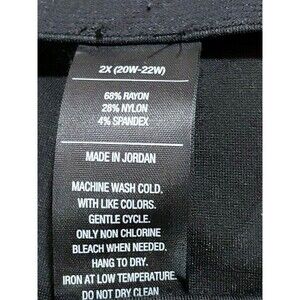 2X (20W-22W)
68% RAYON
28% NYLON
4% SPANDEX
MADE IN JORDAN
MACHINE WASH COLD.
WITH LIKE COLORS.
GENTLE CYCLE.
ONLY NON CHLORINE
BLEACH WHEN NEEDED.
HANG TO DRY.
IRON AT LOW TEMPERATURE.
DO NOT DRY CLEAN